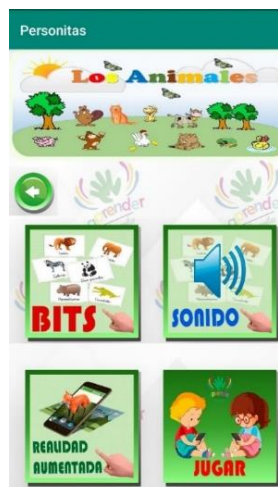 Personitas
Los Animales
BITS
SONIDO
REALIDAD
AUMENTADA
JUGAR